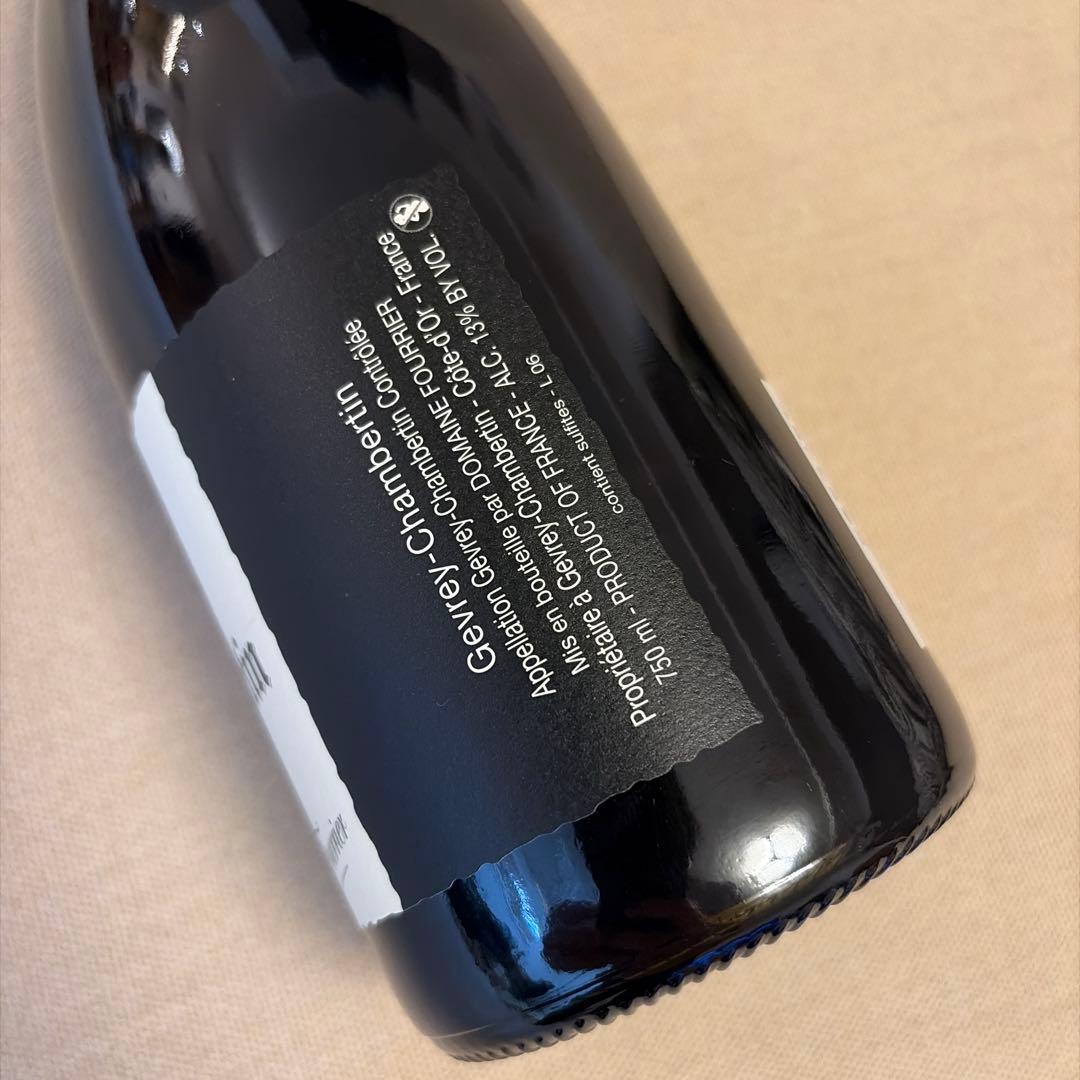 Gevrey-Chambertin
Appellation Gevrey-Chambertin Contrôlée
Mis en bouteille par DOMAINE FOURRIER
Propriétaire à Gevrey-Chambertin - Côte-d'Or - France
750 ml - PRODUCT OF FRANCE - ALC. 13% BY VOL.
contient sulfites - L 06